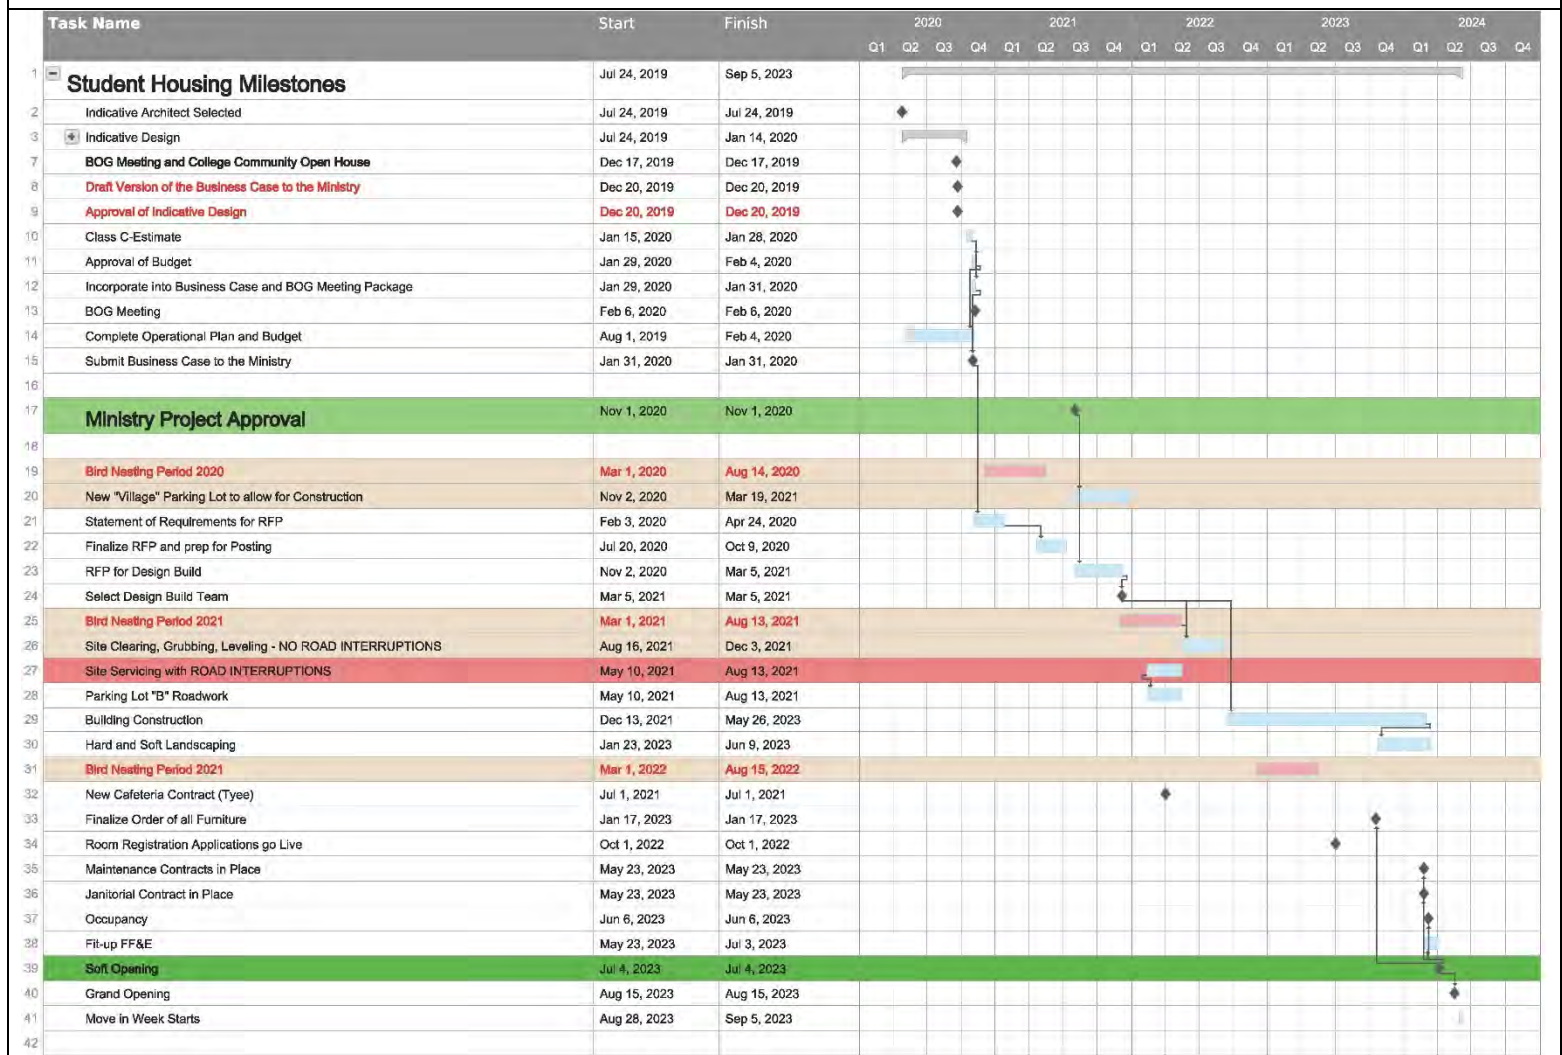 Task Name Start Finish 2020 2021 2022 2023 2024
Q1 Q2 Q3 Q4 Q1 Q2 Q3 Q4 Q1 Q2 Q3 Q4 Q1 Q2 Q3 Q4 Q1 Q2 Q3 Q4
1 Student Housing Milestones Jul 24, 2019 Sep 5, 2023
2 Indicative Architect Selected Jul 24, 2019 Jul 24, 2019
3 Indicative Design Jul 24, 2019 Jan 14, 2020
7 BOG Meeting and College Community Open House Dec 17, 2019 Dec 17, 2019
8 Draft Version of the Business Case to the Ministry Dec 20, 2019 Dec 20, 2019
9 Approval of Indicative Design Dec 20, 2019 Dec 20, 2019
10 Class C-Estimate Jan 15, 2020 Jan 28, 2020
11 Approval of Budget Jan 29, 2020 Feb 4, 2020
12 Incorporate into Business Case and BOG Meeting Package Jan 29, 2020 Jan 31, 2020
13 BOG Meeting Feb 6, 2020 Feb 6, 2020
14 Complete Operational Plan and Budget Aug 1, 2019 Feb 4, 2020
15 Submit Business Case to the Ministry Jan 31, 2020 Jan 31, 2020
16
17 Ministry Project Approval Nov 1, 2020 Nov 1, 2020
18
19 Bird Nesting Period 2020 Mar 1, 2020 Aug 14, 2020
20 New "Village" Parking Lot to allow for Construction Nov 2, 2020 Mar 19, 2021
21 Statement of Requirements for RFP Feb 3, 2020 Apr 24, 2020
22 Finalize RFP and prep for Posting Jul 20, 2020 Oct 9, 2020
23 RFP for Design Build Nov 2, 2020 Mar 5, 2021
24 Select Design Build Team Mar 5, 2021 Mar 5, 2021
25 Bird Nesting Period 2021 Mar 1, 2021 Aug 13, 2021
26 Site Clearing, Grubbing, Leveling - NO ROAD INTERRUPTIONS Aug 16, 2021 Dec 3, 2021
27 Site Servicing with ROAD INTERRUPTIONS May 10, 2021 Aug 13, 2021
28 Parking Lot "B" Roadwork May 10, 2021 Aug 13, 2021
29 Building Construction Dec 13, 2021 May 26, 2023
30 Hard and Soft Landscaping Jan 23, 2023 Jun 9, 2023
31 Bird Nesting Period 2021 Mar 1, 2022 Aug 15, 2022
32 New Cafeteria Contract (Tyee) Jul 1, 2021 Jul 1, 2021
33 Finalize Order of all Furniture Jan 17, 2023 Jan 17, 2023
34 Room Registration Applications go Live Oct 1, 2022 Oct 1, 2022
35 Maintenance Contracts in Place May 23, 2023 May 23, 2023
36 Janitorial Contract in Place May 23, 2023 May 23, 2023
37 Occupancy Jun 6, 2023 Jun 6, 2023
38 Fit-up FF&E May 23, 2023 Jul 3, 2023
39 Soft Opening Jul 4, 2023 Jul 4, 2023
40 Grand Opening Aug 15, 2023 Aug 15, 2023
41 Move in Week Starts Aug 28, 2023 Sep 5, 2023
42